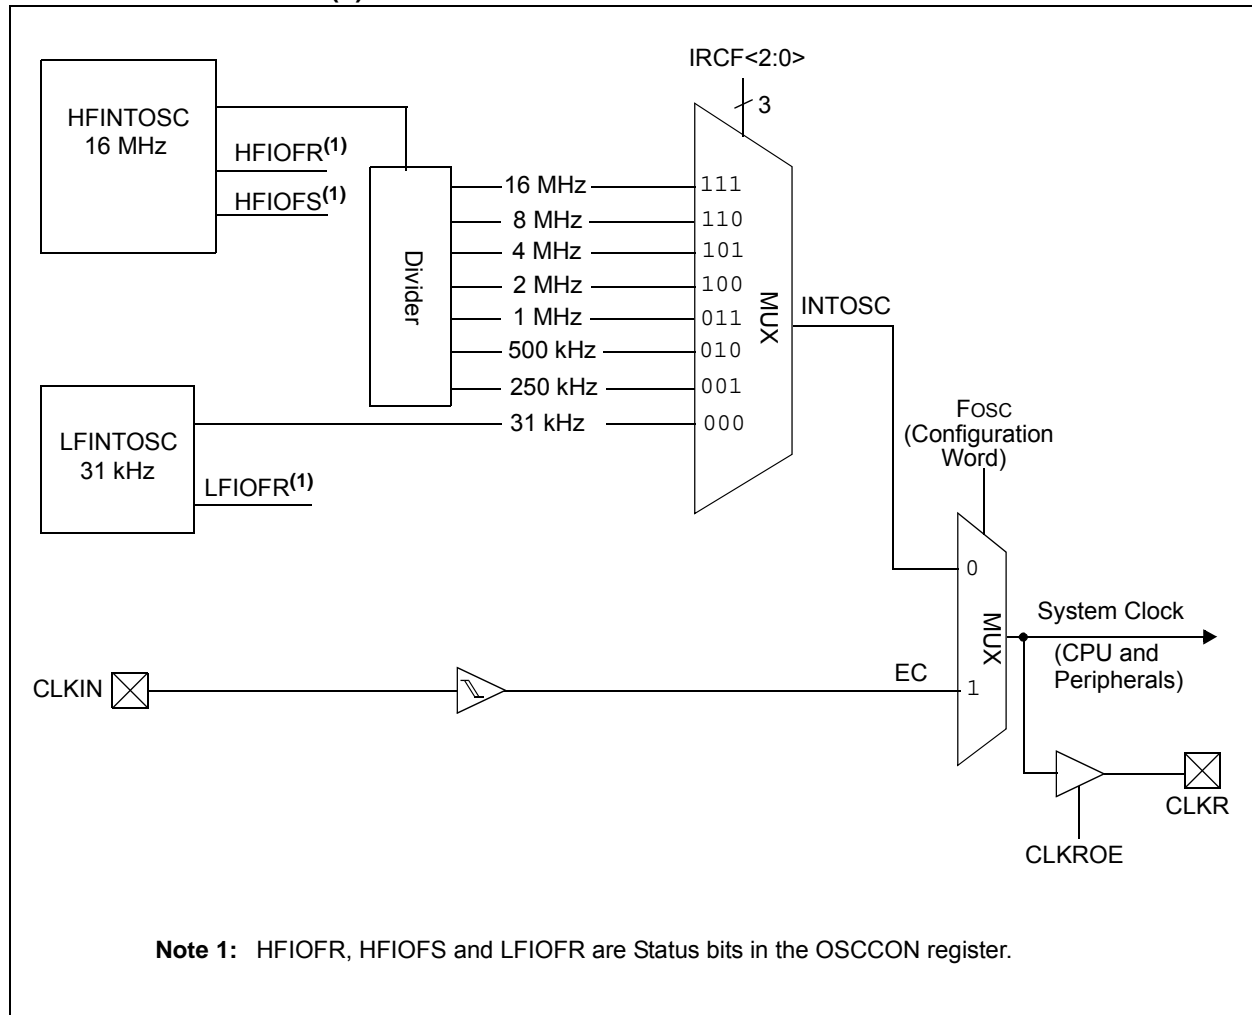 IRCF<2:0>
3
HFINTOSC
16 MHz
HFIOFR(1)
HFIOFS(1)
Divider
16 MHz
111
8 MHz
110
4 MHz
101
2 MHz
100
1 MHz
011
500 kHz
010
250 kHz
001
31 kHz
000
MUX
INTOSC
LFINTOSC
31 kHz
LFIOFR(1)
FOSC
(Configuration
Word)
0
MUX
1
System Clock
(CPU and
Peripherals)
CLKIN
EC
CLKR
CLKROE
Note 1: HFIOFR, HFIOFS and LFIOFR are Status bits in the OSCCON register.